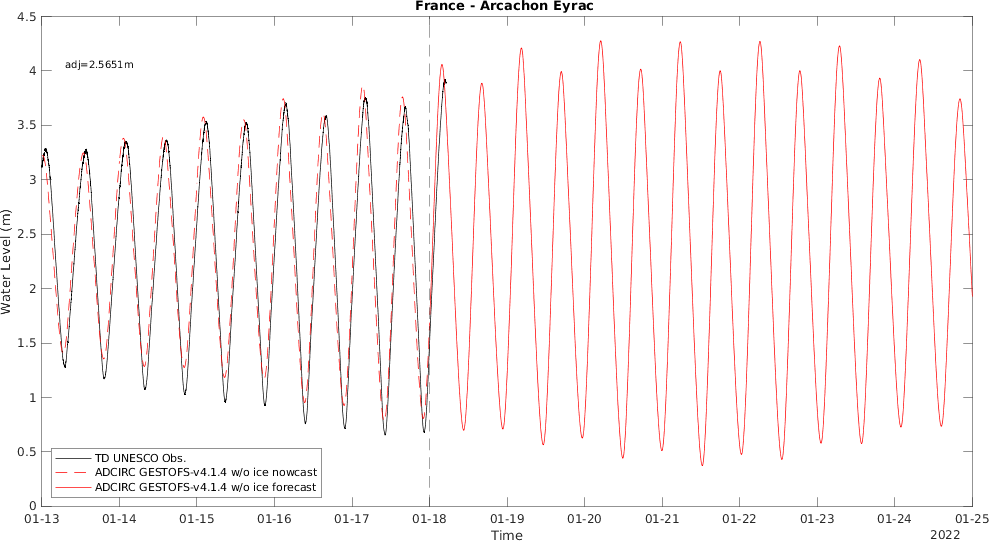 France - Arcachon Eyrac
4.5
4
3.5
3
2.5
2
1.5
1
0.5
0
Water Level (m)
adj=2.5651m
TD UNESCO Obs.
ADCIRC GESTOFS-v4.1.4 w/o ice nowcast
ADCIRC GESTOFS-v4.1.4 w/o ice forecast
01-13 01-14 01-15 01-16 01-17 01-18 01-19 01-20 01-21 01-22 01-23 01-24 01-25
Time
2022